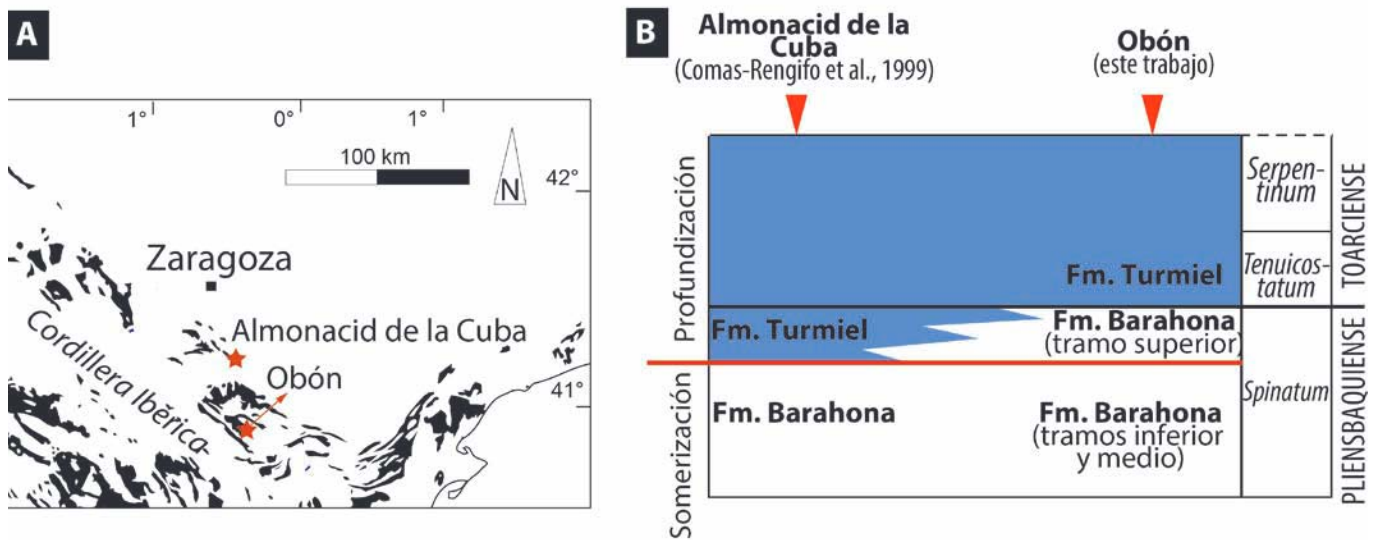 A
1°
0°
1°
100 km
N
42°
Zaragoza
Almonacid de la Cuba
Obón
Cordillera Ibérica
41°
B
Almonacid de la
Cuba
(Comas-Rengifo et al., 1999)
Obón
(este trabajo)
Profundización
Somerización
Fm. Turmiel
Fm. Turmiel
Fm. Barahona
(tramo superior)
Fm. Barahona
Fm. Barahona
(tramos inferior
y medio)
Serpen-
tinum
Tenuicos-
tatum
Spinatum
TOARCIENSE
PLIENSBAQUIENSE